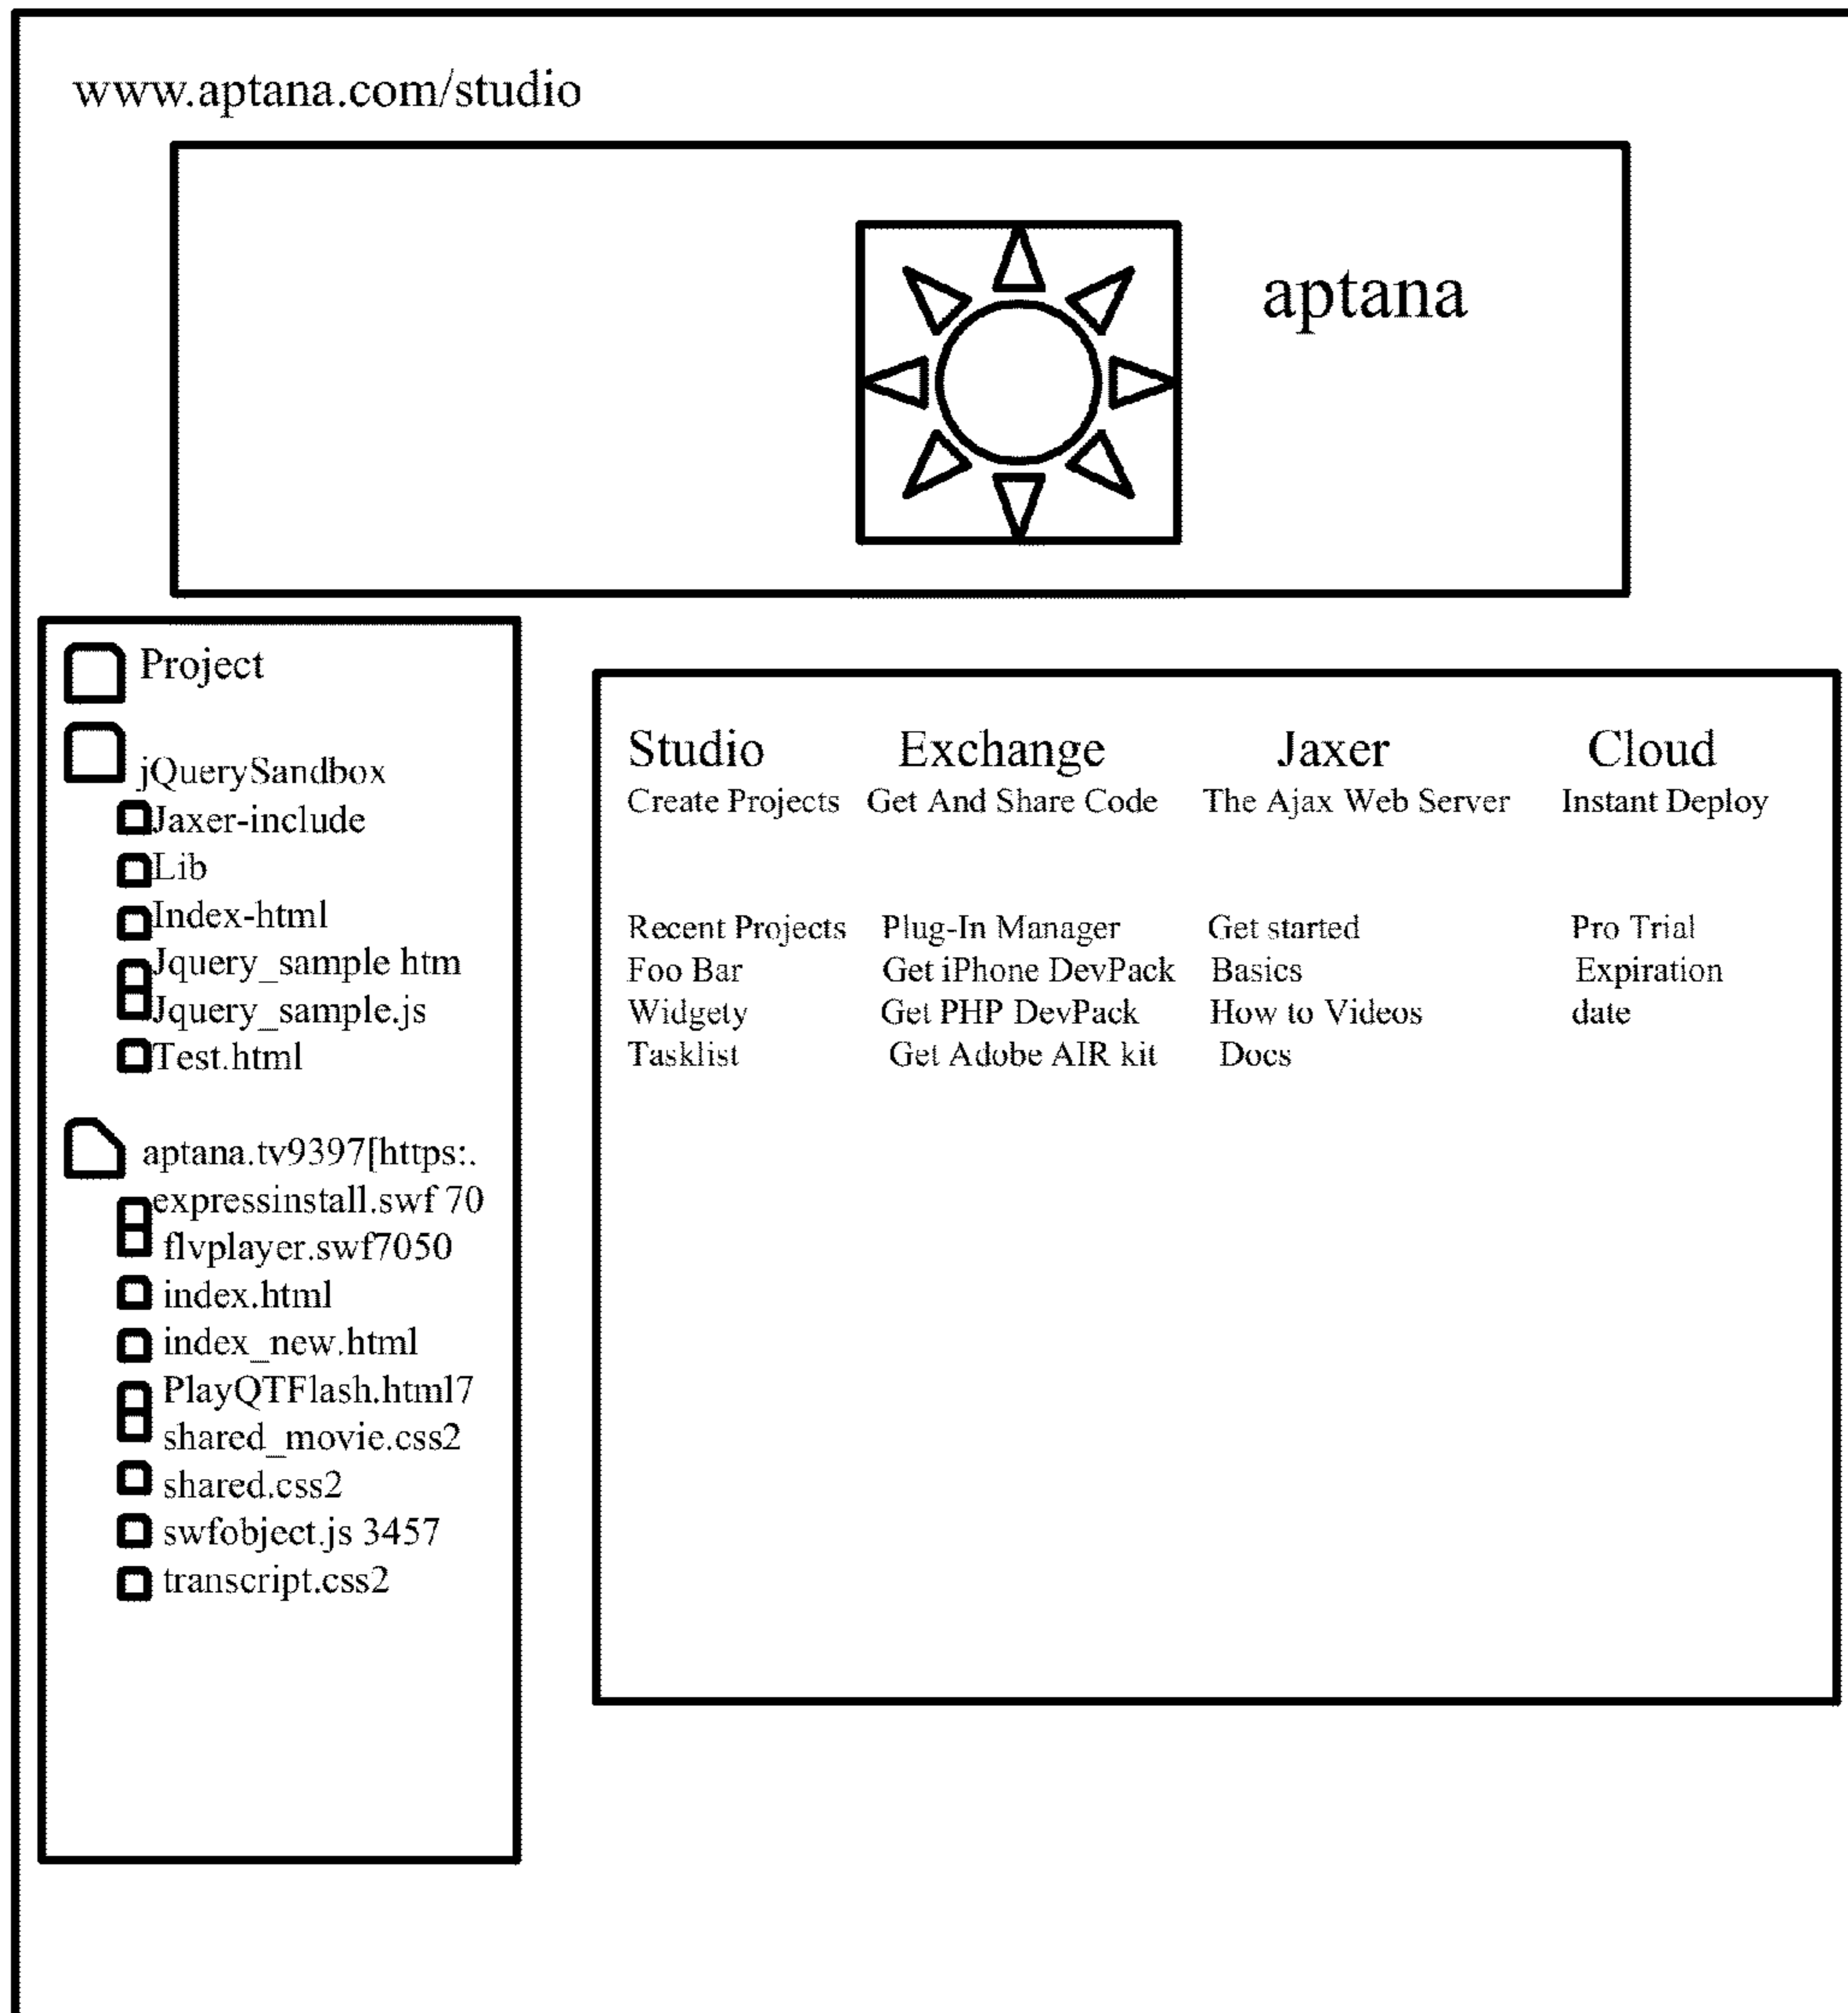 www.aptana.com/studio
aptana
Project
jQuerySandbox
Jaxer-include
Lib
Index-html
Jquery_sample htm
Jquery_sample.js
Test.html
aptana.tv9397[https:.
expressinstall.swf 70
flvplayer.swf7050
index.html
index_new.html
PlayQTFlash.html7
shared_movie.css2
shared.css2
swfobject.js 3457
transcript.css2
Studio Exchange Jaxer Cloud
Create Projects Get And Share Code The Ajax Web Server Instant Deploy
Recent Projects Plug-In Manager Get started Pro Trial
Foo Bar Get iPhone DevPack Basics Expiration
Widgety Get PHP DevPack How to Videos date
Tasklist Get Adobe AIR kit Docs